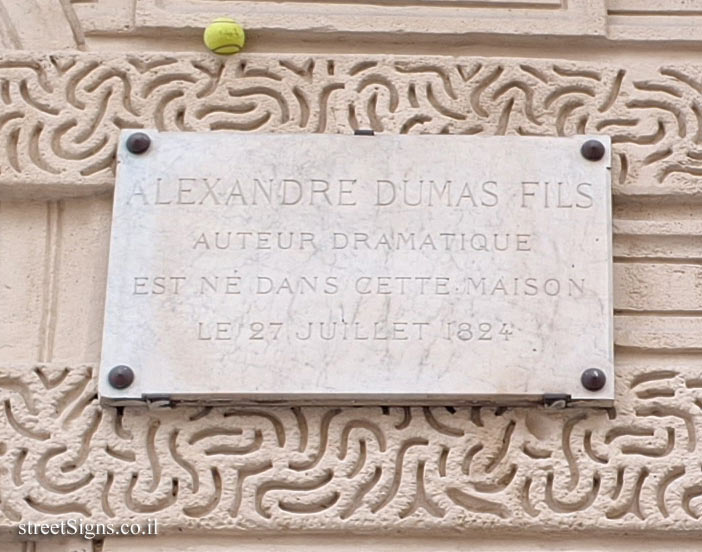 ALEXANDRE DUMAS FILS
AUTEUR DRAMATIQUE
EST NÉ DANS CETTE MAISON
LE 27 JUILLET 1824
streetSigns.co.il